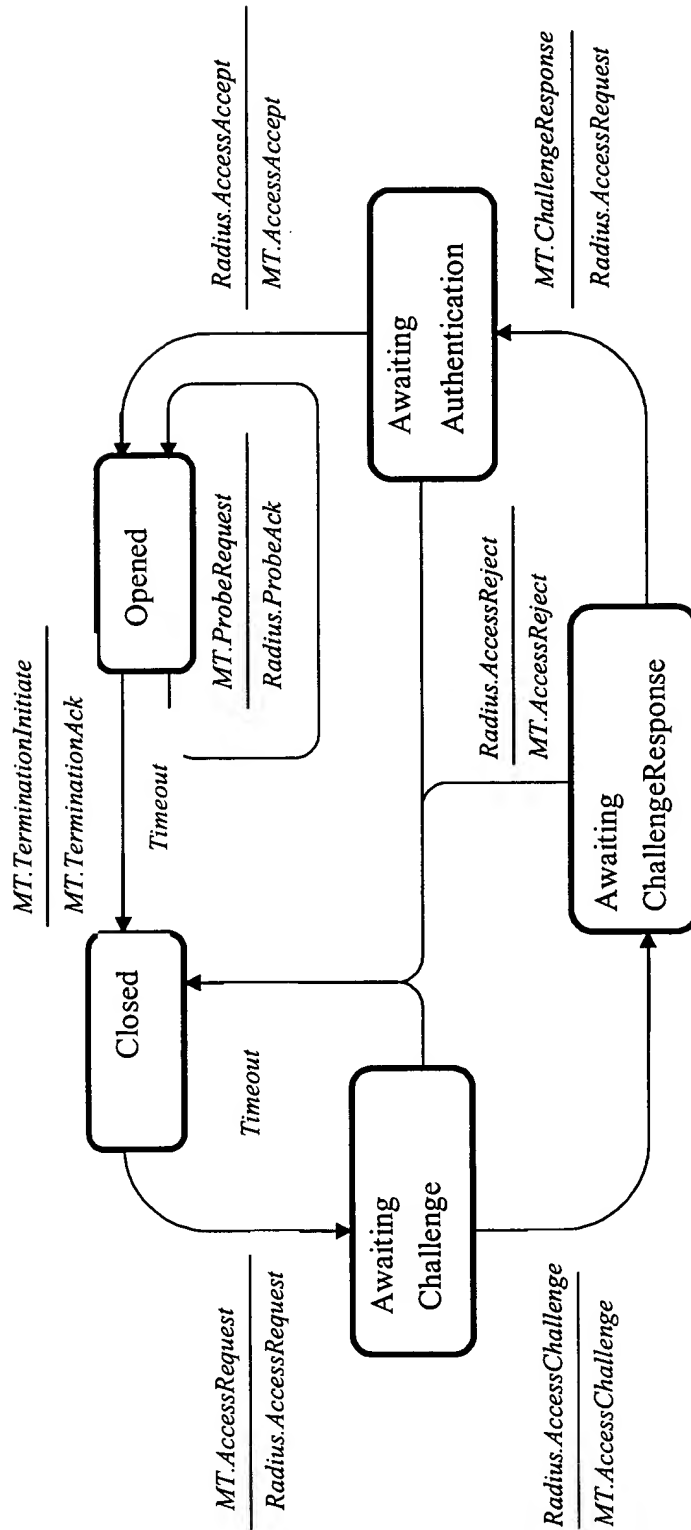 MT.TerminationInitiate
MT.TerminationAck
Radius.AccessAccept
MT.AccessAccept
Closed
Timeout
Opened
MT.ProbeRequest
Radius.ProbeAck
MT.AccessRequest
Radius.AccessRequest
Timeout
Awaiting
Challenge
Radius.AccessReject
MT.AccessReject
Awaiting
Authentication
Radius.AccessChallenge
MT.AccessChallenge
Awaiting
ChallengeResponse
MT.ChallengeResponse
Radius.AccessRequest